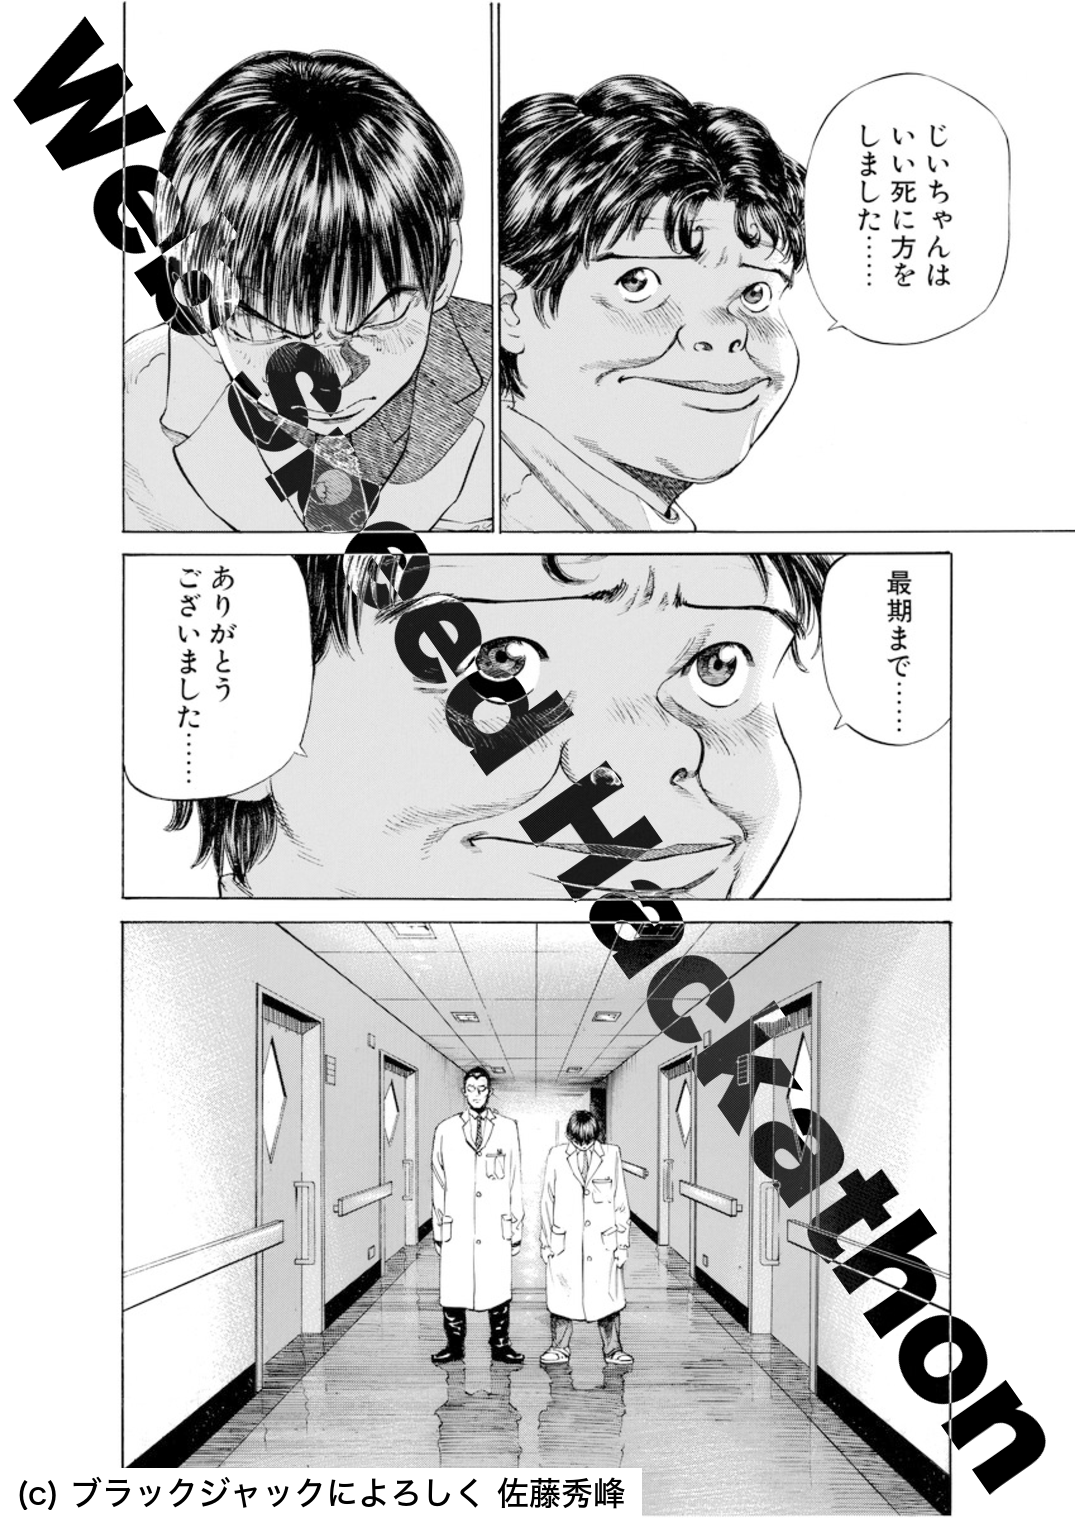 じいちゃんは
いい死に方を
しました……
最期まで……
ありがとう
ございました……
Web-Based Hackathon
(c) ブラックジャックによろしく 佐藤秀峰